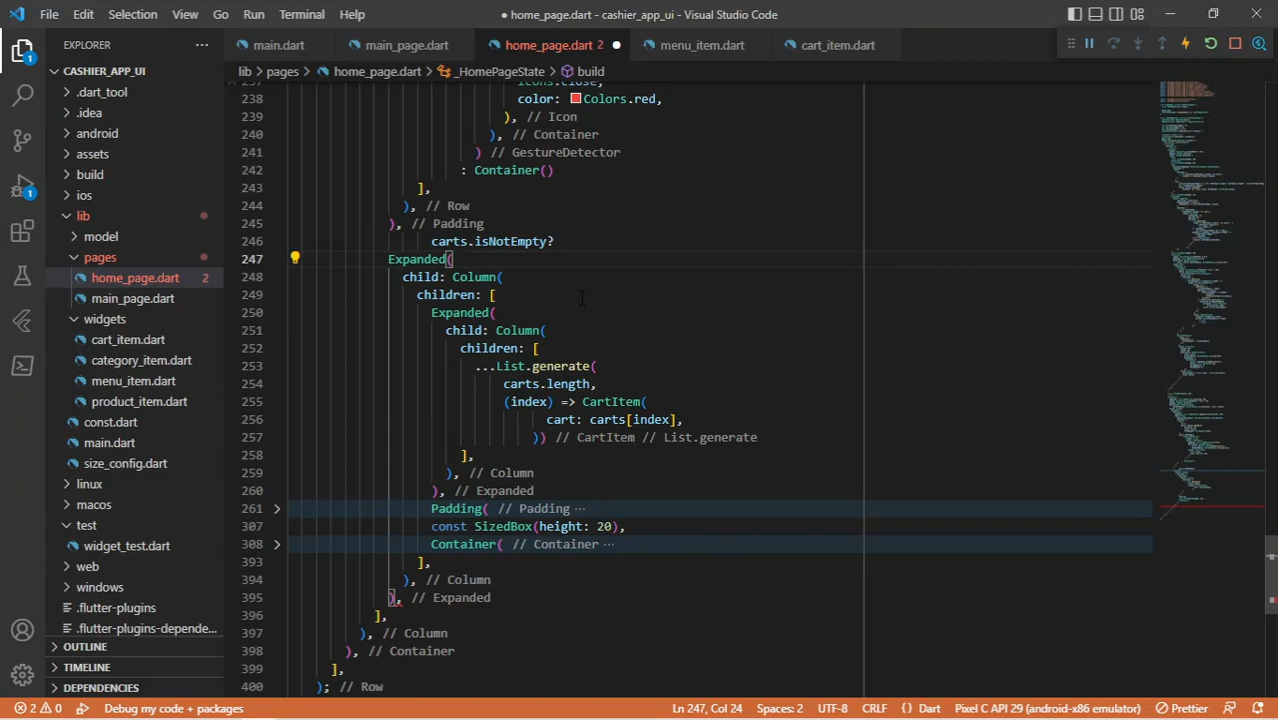 File Edit Selection View Go Run Terminal Help
● home_page.dart • cashier_app_ui - Visual Studio Code
EXPLORER
CASHIER_APP_UI
.dart_tool
.idea
android
assets
build
ios
lib
model
pages
home_page.dart 2
main_page.dart
widgets
cart_item.dart
category_item.dart
menu_item.dart
product_item.dart
const.dart
main.dart
size_config.dart
linux
macos
test
widget_test.dart
web
windows
.flutter-plugins
.flutter-plugins-depende...
OUTLINE
TIMELINE
DEPENDENCIES
1
1
main.dart main_page.dart home_page.dart 2 ● menu_item.dart cart_item.dart
lib > pages > home_page.dart > _HomePageState > build
237 Icons.close,
238 color: Colors.red,
239 ), // Icon
240 ), // Container
241 ) // GestureDetector
242 : Container()
243 ],
244 ), // Row
245 ), // Padding
246 carts.isNotEmpty?
247 Expanded(
248 child: Column(
249 children: [
250 Expanded(
251 child: Column(
252 children: [
253 ...List.generate(
254 carts.length,
255 (index) => CartItem(
256 cart: carts[index],
257 )) // CartItem // List.generate
258 ],
259 ), // Column
260 ), // Expanded
261 Padding( // Padding ...
307 const SizedBox(height: 20),
308 Container( // Container ...
393 ],
394 ), // Column
395 ), // Expanded
396 ],
397 ), // Column
398 ), // Container
399 ],
400 ); // Row
2 0 Debug my code + packages Ln 247, Col 24 Spaces: 2 UTF-8 CRLF {} Dart Pixel C API 29 (android-x86 emulator) Prettier